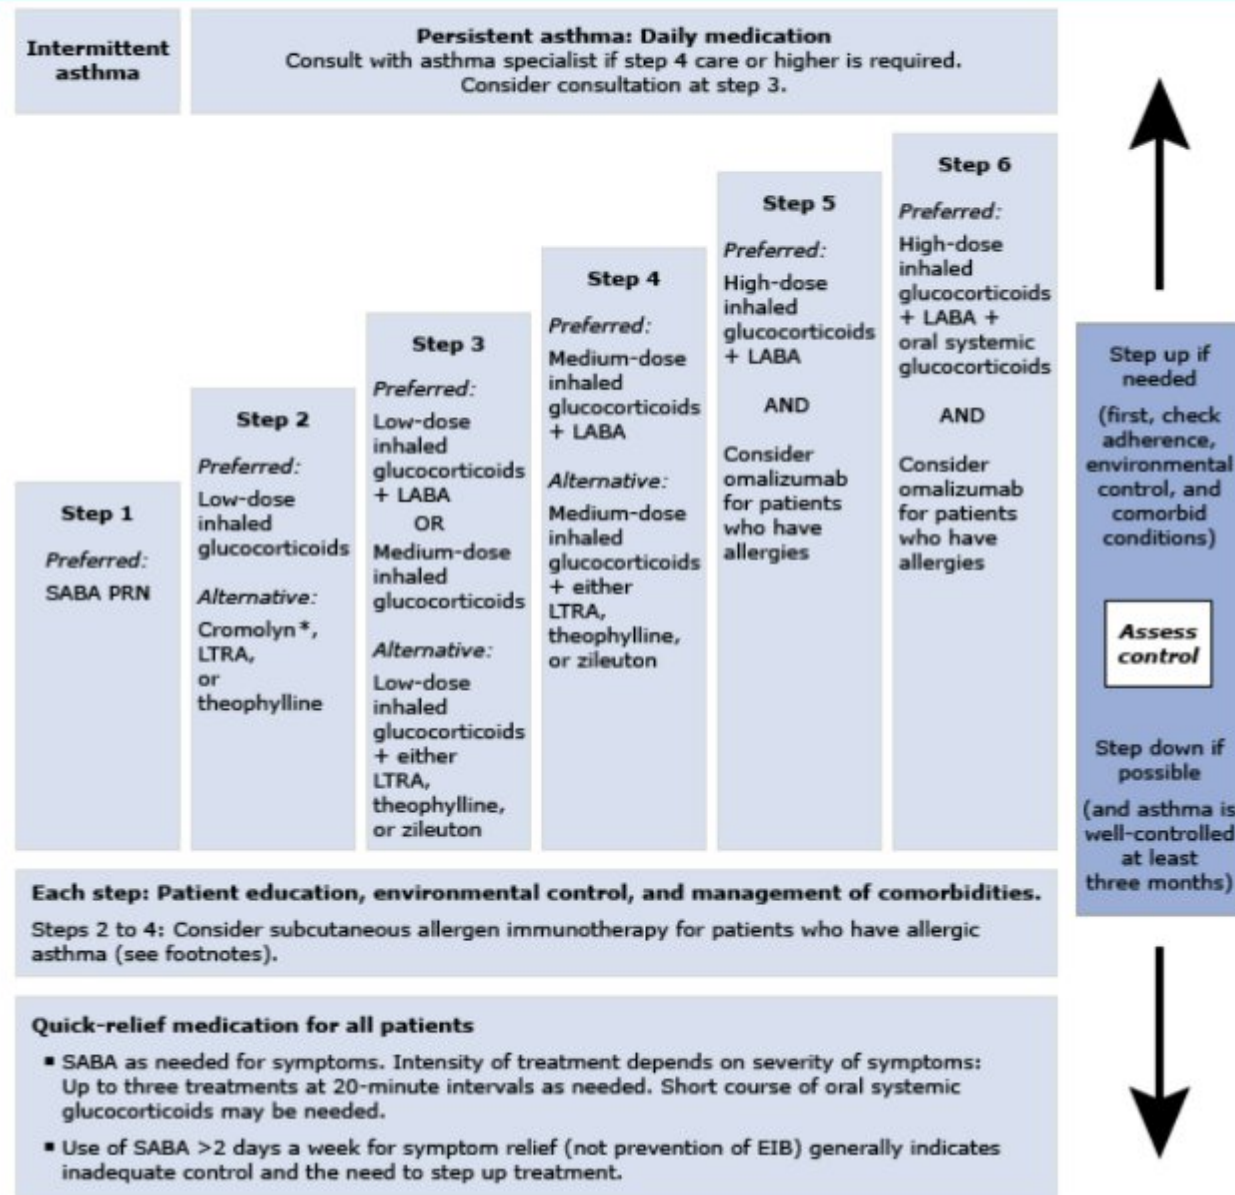 Intermittent
asthma
Persistent asthma: Daily medication
Consult with asthma specialist if step 4 care or higher is required.
Consider consultation at step 3.
Step 1
Preferred:
SABA PRN
Step 2
Preferred:
Low-dose
inhaled
glucocorticoids
Alternative:
Cromolyn*,
LTRA,
or
theophylline
Step 3
Preferred:
Low-dose
inhaled
glucocorticoids
+ LABA
OR
Medium-dose
inhaled
glucocorticoids
Alternative:
Low-dose
inhaled
glucocorticoids
+ either
LTRA,
theophylline,
or zileuton
Step 4
Preferred:
Medium-dose
inhaled
glucocorticoids
+ LABA
Alternative:
Medium-dose
inhaled
glucocorticoids
+ either
LTRA,
theophylline,
or zileuton
Step 5
Preferred:
High-dose
inhaled
glucocorticoids
+ LABA
AND
Consider
omalizumab
for patients
who have
allergies
Step 6
Preferred:
High-dose
inhaled
glucocorticoids
+ LABA +
oral systemic
glucocorticoids
AND
Consider
omalizumab
for patients
who have
allergies
Step up if
needed
(first, check
adherence,
environmental
control, and
comorbid
conditions)
Assess
control
Step down if
possible
(and asthma is
well-controlled
at least
three months)
Each step: Patient education, environmental control, and management of comorbidities.
Steps 2 to 4: Consider subcutaneous allergen immunotherapy for patients who have allergic
asthma (see footnotes).
Quick-relief medication for all patients
▪ SABA as needed for symptoms. Intensity of treatment depends on severity of symptoms:
Up to three treatments at 20-minute intervals as needed. Short course of oral systemic
glucocorticoids may be needed.
▪ Use of SABA >2 days a week for symptom relief (not prevention of EIB) generally indicates
inadequate control and the need to step up treatment.